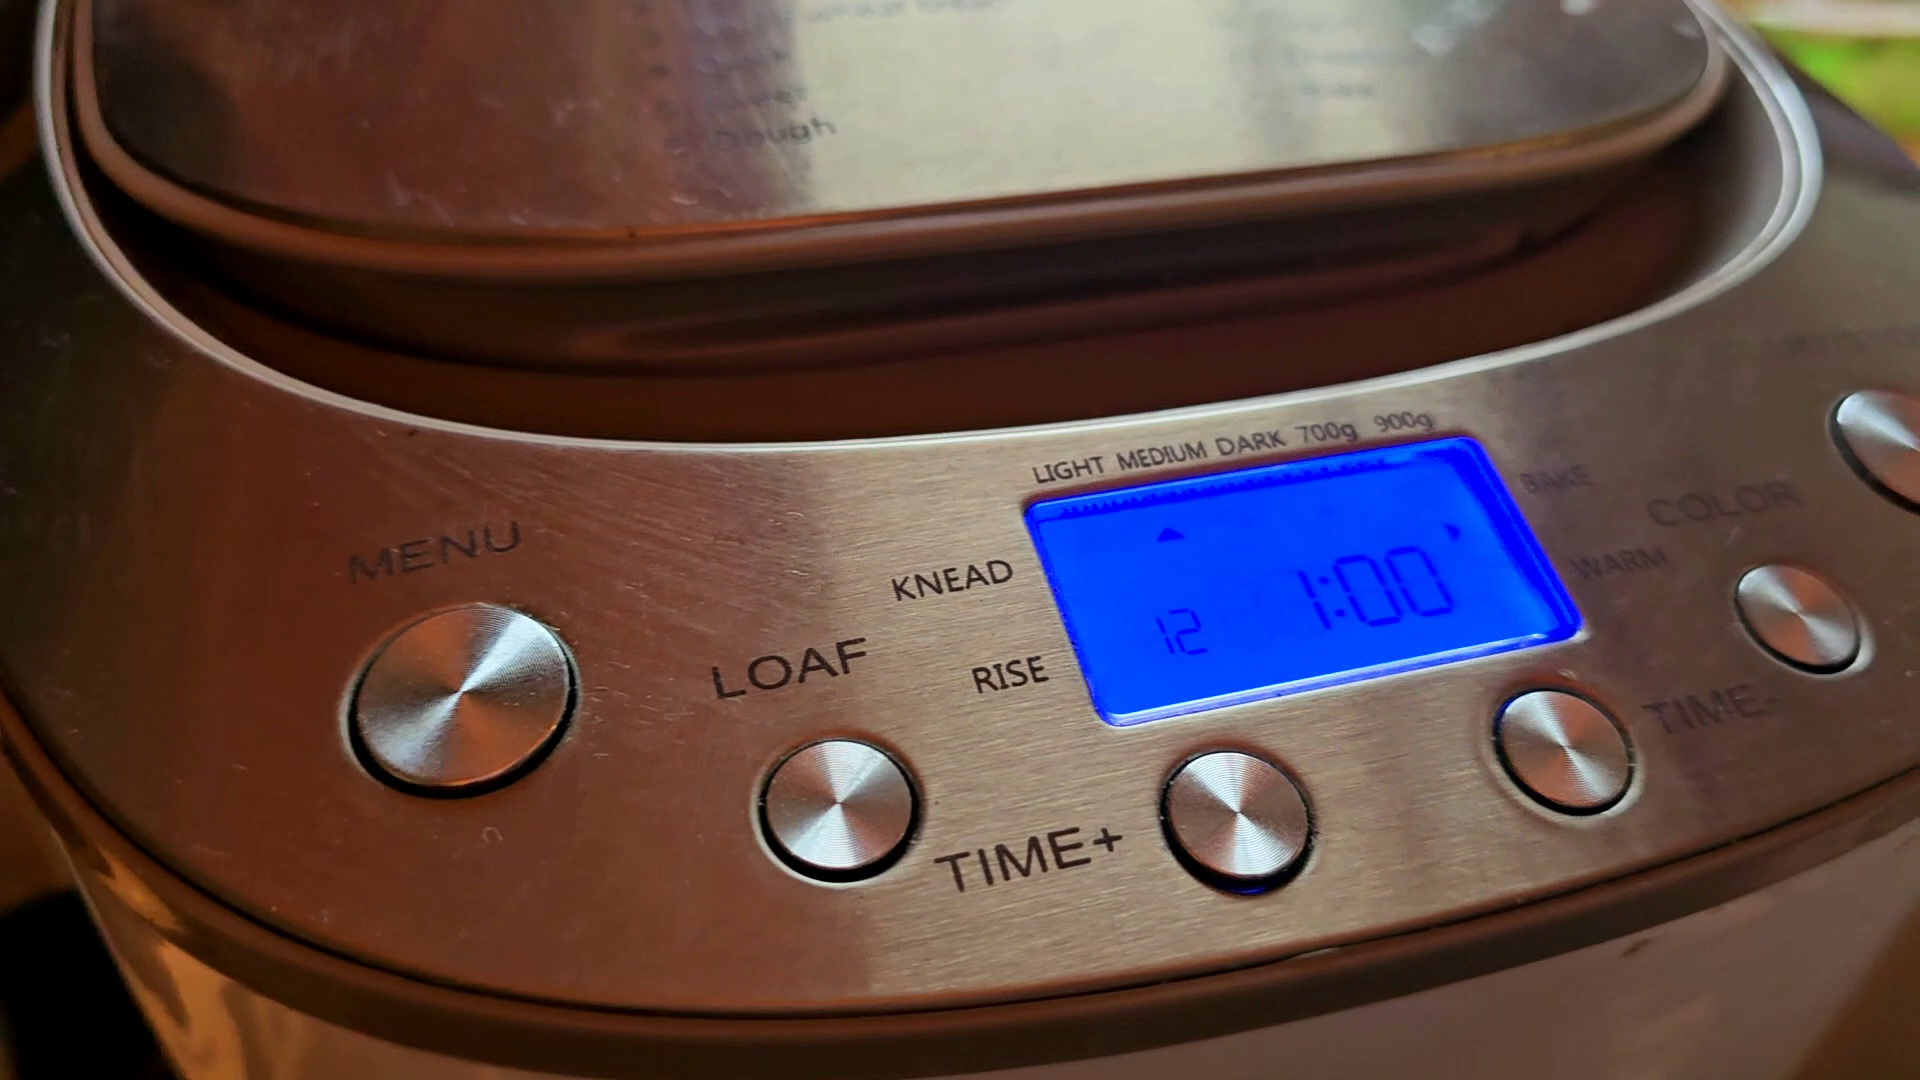 Dough
LIGHT MEDIUM DARK 700g 900g
BAKE
COLOR
MENU
KNEAD
WARM
LOAF
RISE
12 1:00
TIME-
TIME+